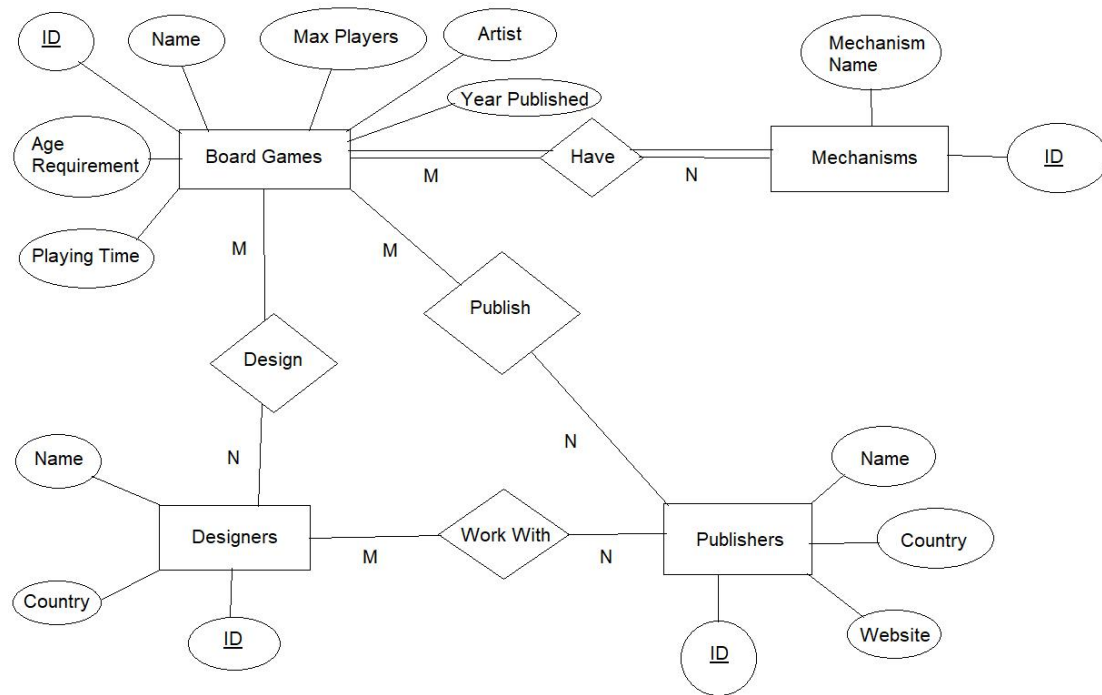 ID
Name
Max Players
Artist
Mechanism
Name
Year Published
Age
Requirement
Board Games
Have
Mechanisms
ID
M
N
Playing Time
M
M
Publish
Design
N
N
Name
Name
Designers
Work With
Publishers
Country
M
N
Country
ID
Website
ID